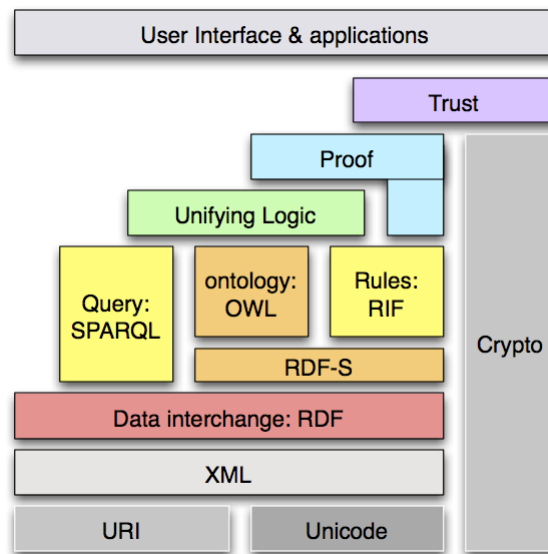 User Interface & applications
Trust
Proof
Unifying Logic
Query:
SPARQL
ontology:
OWL
Rules:
RIF
Crypto
RDF-S
Data interchange: RDF
XML
URI
Unicode